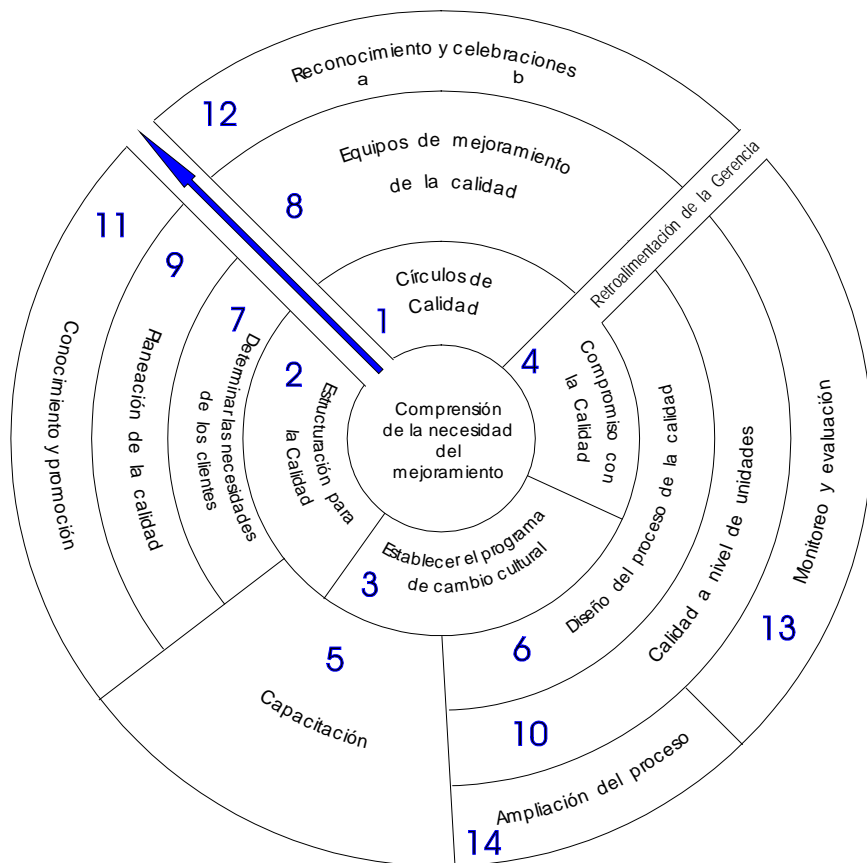 Reconocimiento y celebraciones
a b
12
Equipos de mejoramiento
de la calidad
8
Círculos de
Calidad
1
Retroalimentación de la Gerencia
11
Conocimiento y promoción
9
Planeación de la calidad
7
Determinar las necesidades
de los clientes
2
Estructuración para
la Calidad
4
Compromiso con
la Calidad
Comprensión
de la necesidad
del
mejoramiento
3
Establecer el programa
de cambio cultural
5
Capacitación
6
Diseño del proceso de la calidad
10
Calidad a nivel de unidades
13
Monitoreo y evaluación
14
Ampliación del proceso